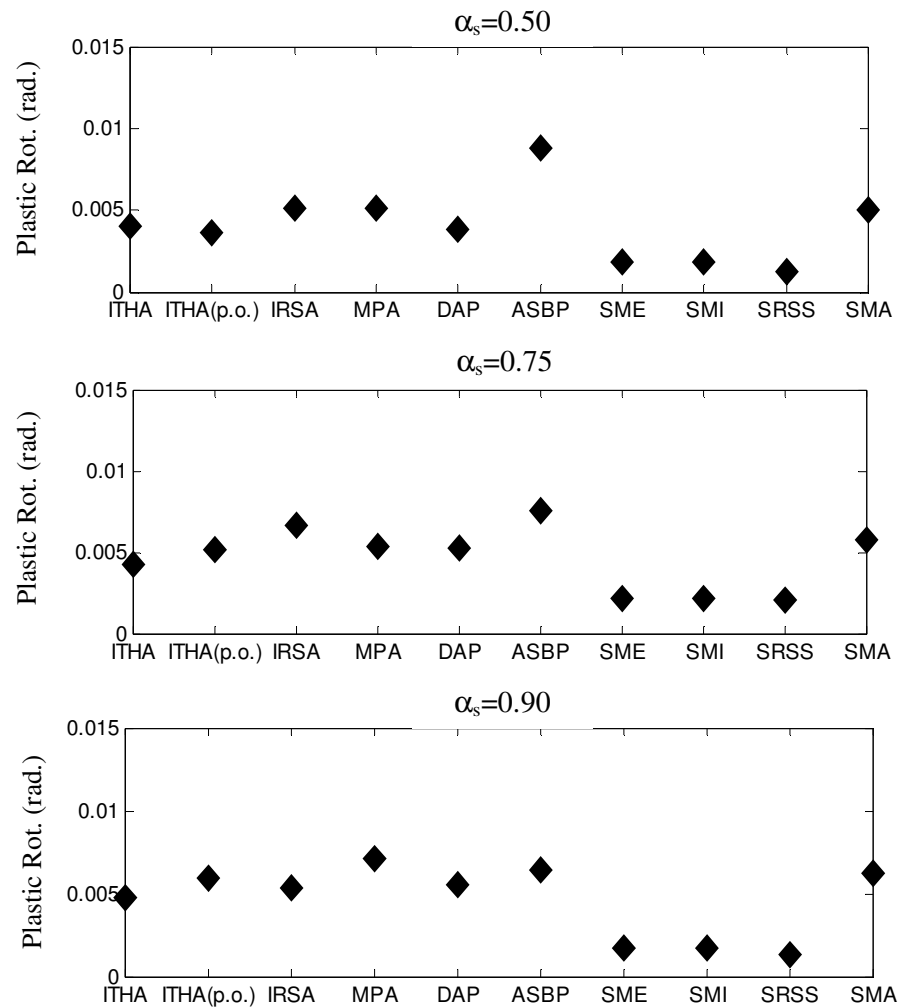 αs=0.50
0.015
0.01
0.005
0
Plastic Rot. (rad.)
ITHA ITHA(p.o.) IRSA MPA DAP ASBP SME SMI SRSS SMA
αs=0.75
0.015
0.01
0.005
0
Plastic Rot. (rad.)
ITHA ITHA(p.o.) IRSA MPA DAP ASBP SME SMI SRSS SMA
αs=0.90
0.015
0.01
0.005
0
Plastic Rot. (rad.)
ITHA ITHA(p.o.) IRSA MPA DAP ASBP SME SMI SRSS SMA